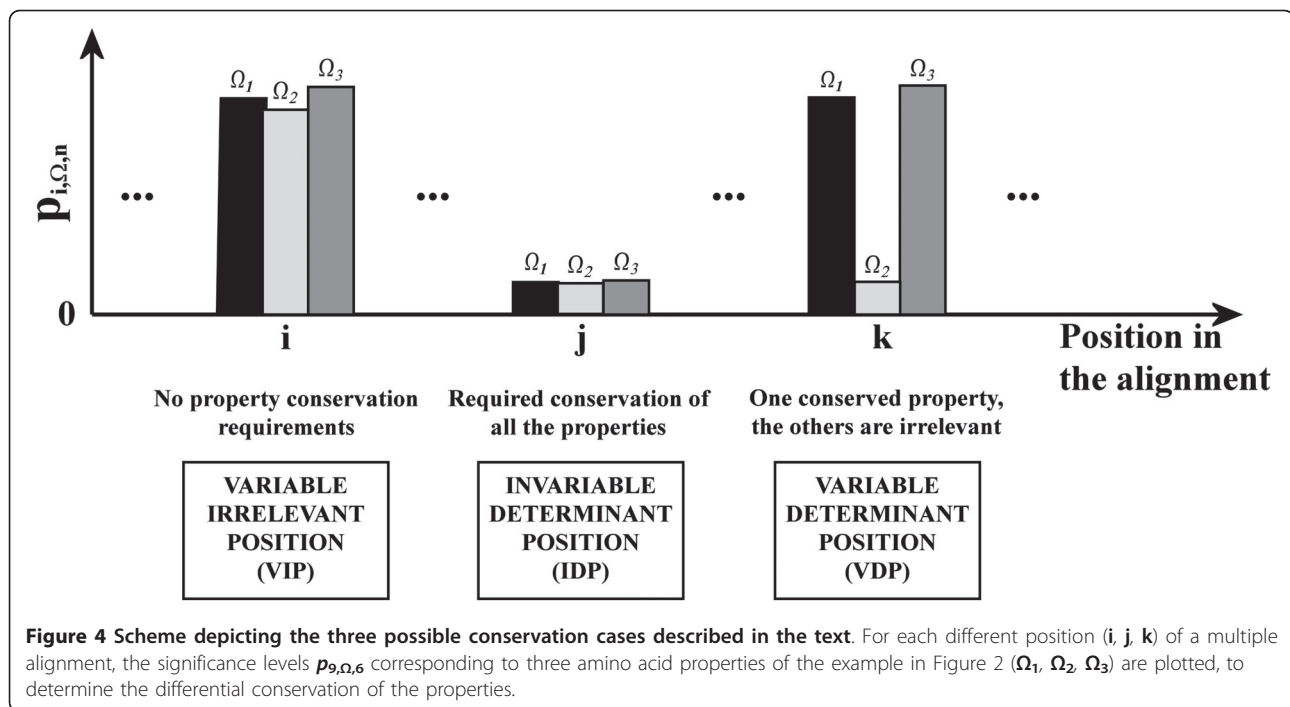 p_i,Ω,n
0
Ω1 Ω2 Ω3
Ω1 Ω2 Ω3
Ω1 Ω2 Ω3
... ... ... ...
i j k
Position in
the alignment
No property conservation
requirements
Required conservation of
all the properties
One conserved property,
the others are irrelevant
VARIABLE
IRRELEVANT
POSITION
(VIP)
INVARIABLE
DETERMINANT
POSITION
(IDP)
VARIABLE
DETERMINANT
POSITION
(VDP)
Figure 4 Scheme depicting the three possible conservation cases described in the text. For each different position (i, j, k) of a multiple
alignment, the significance levels p9,Ω,6 corresponding to three amino acid properties of the example in Figure 2 (Ω1, Ω2, Ω3) are plotted, to
determine the differential conservation of the properties.